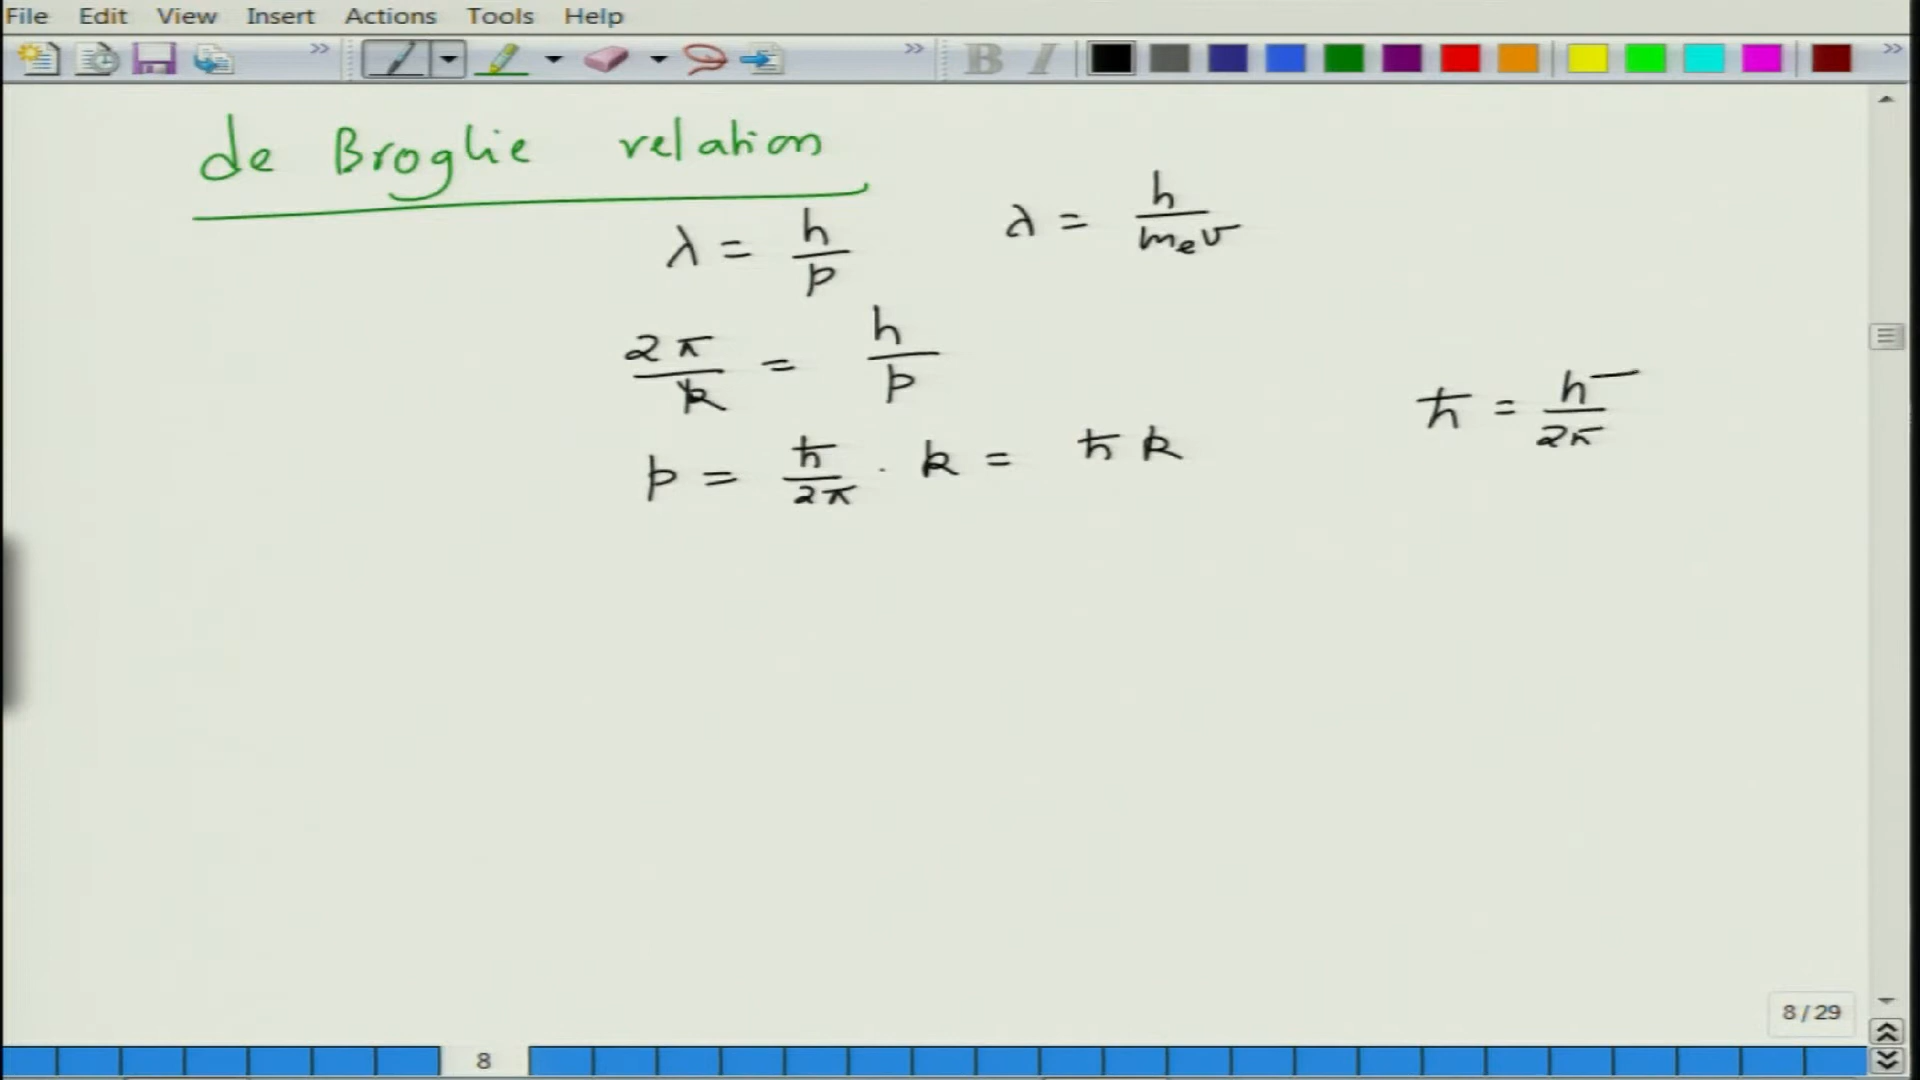 File Edit View Insert Actions Tools Help
B I
de Broglie relation
λ = h/p
λ = h/mₑv
2π/k = h/p
ħ = h/2π
p = ħ/2π · k = ħk
8/29
8